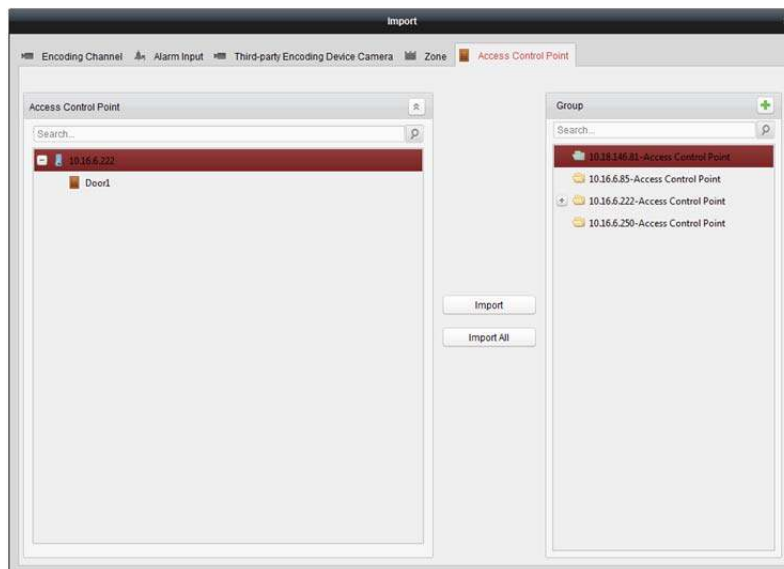 Import
Encoding Channel Alarm Input Third-party Encoding Device Camera Zone Access Control Point
Access Control Point
Search...
10.16.6.222
Door1
Import
Import All
Group
Search...
10.18.146.81-Access Control Point
10.16.6.85-Access Control Point
10.16.6.222-Access Control Point
10.16.6.250-Access Control Point